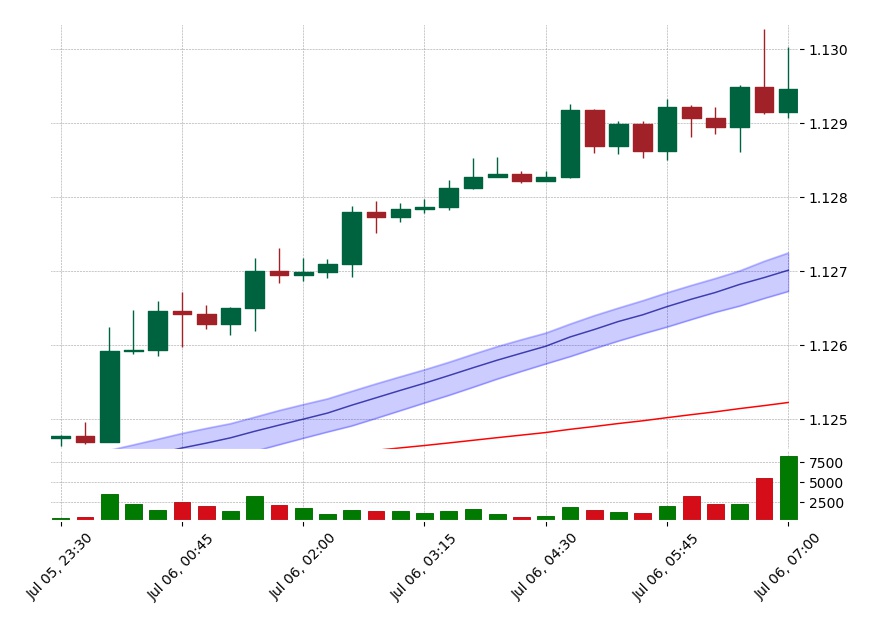 1.130
1.129
1.128
1.127
1.126
1.125
7500
5000
2500
Jul 05, 23:30
Jul 06, 00:45
Jul 06, 02:00
Jul 06, 03:15
Jul 06, 04:30
Jul 06, 05:45
Jul 06, 07:00